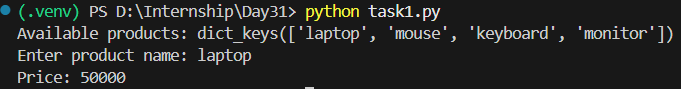 (.venv) PS D:\Internship\Day31> python task1.py
Available products: dict_keys(['laptop', 'mouse', 'keyboard', 'monitor'])
Enter product name: laptop
Price: 50000